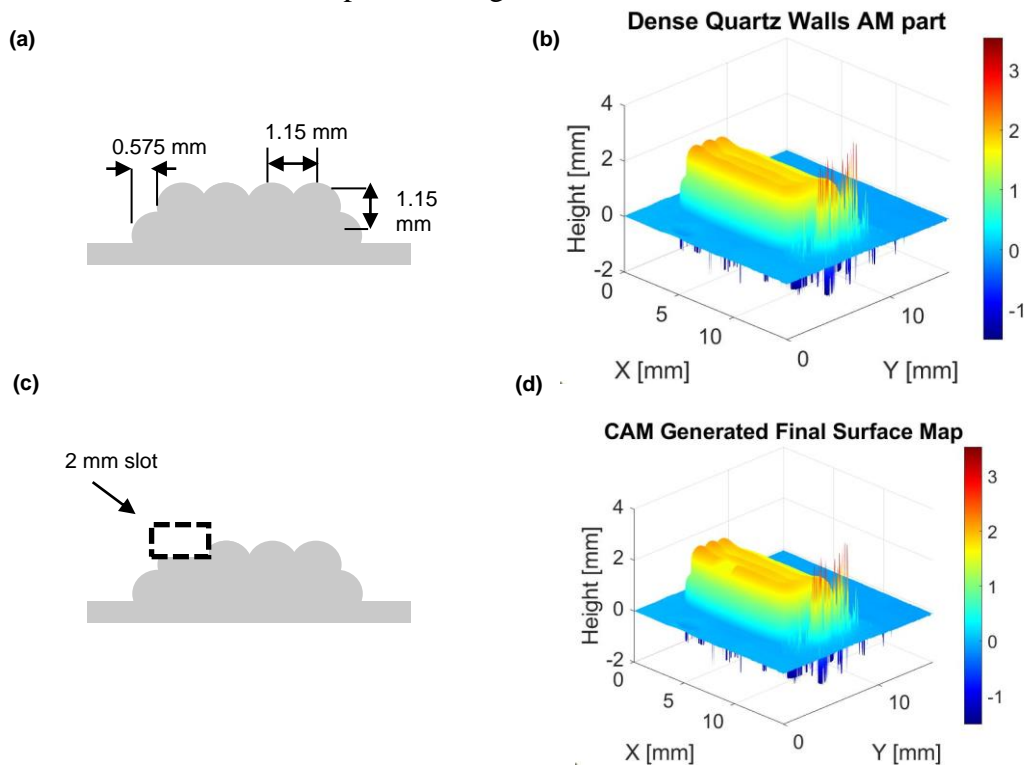 (a)
0.575 mm
1.15 mm
1.15
mm
(b)
Dense Quartz Walls AM part
Height [mm]
4
2
0
-2
0
5
10
X [mm]
0
10
Y [mm]
3
2
1
0
-1
(c)
2 mm slot
(d)
CAM Generated Final Surface Map
Height [mm]
4
2
0
-2
0
5
10
X [mm]
0
10
Y [mm]
3
2
1
0
-1